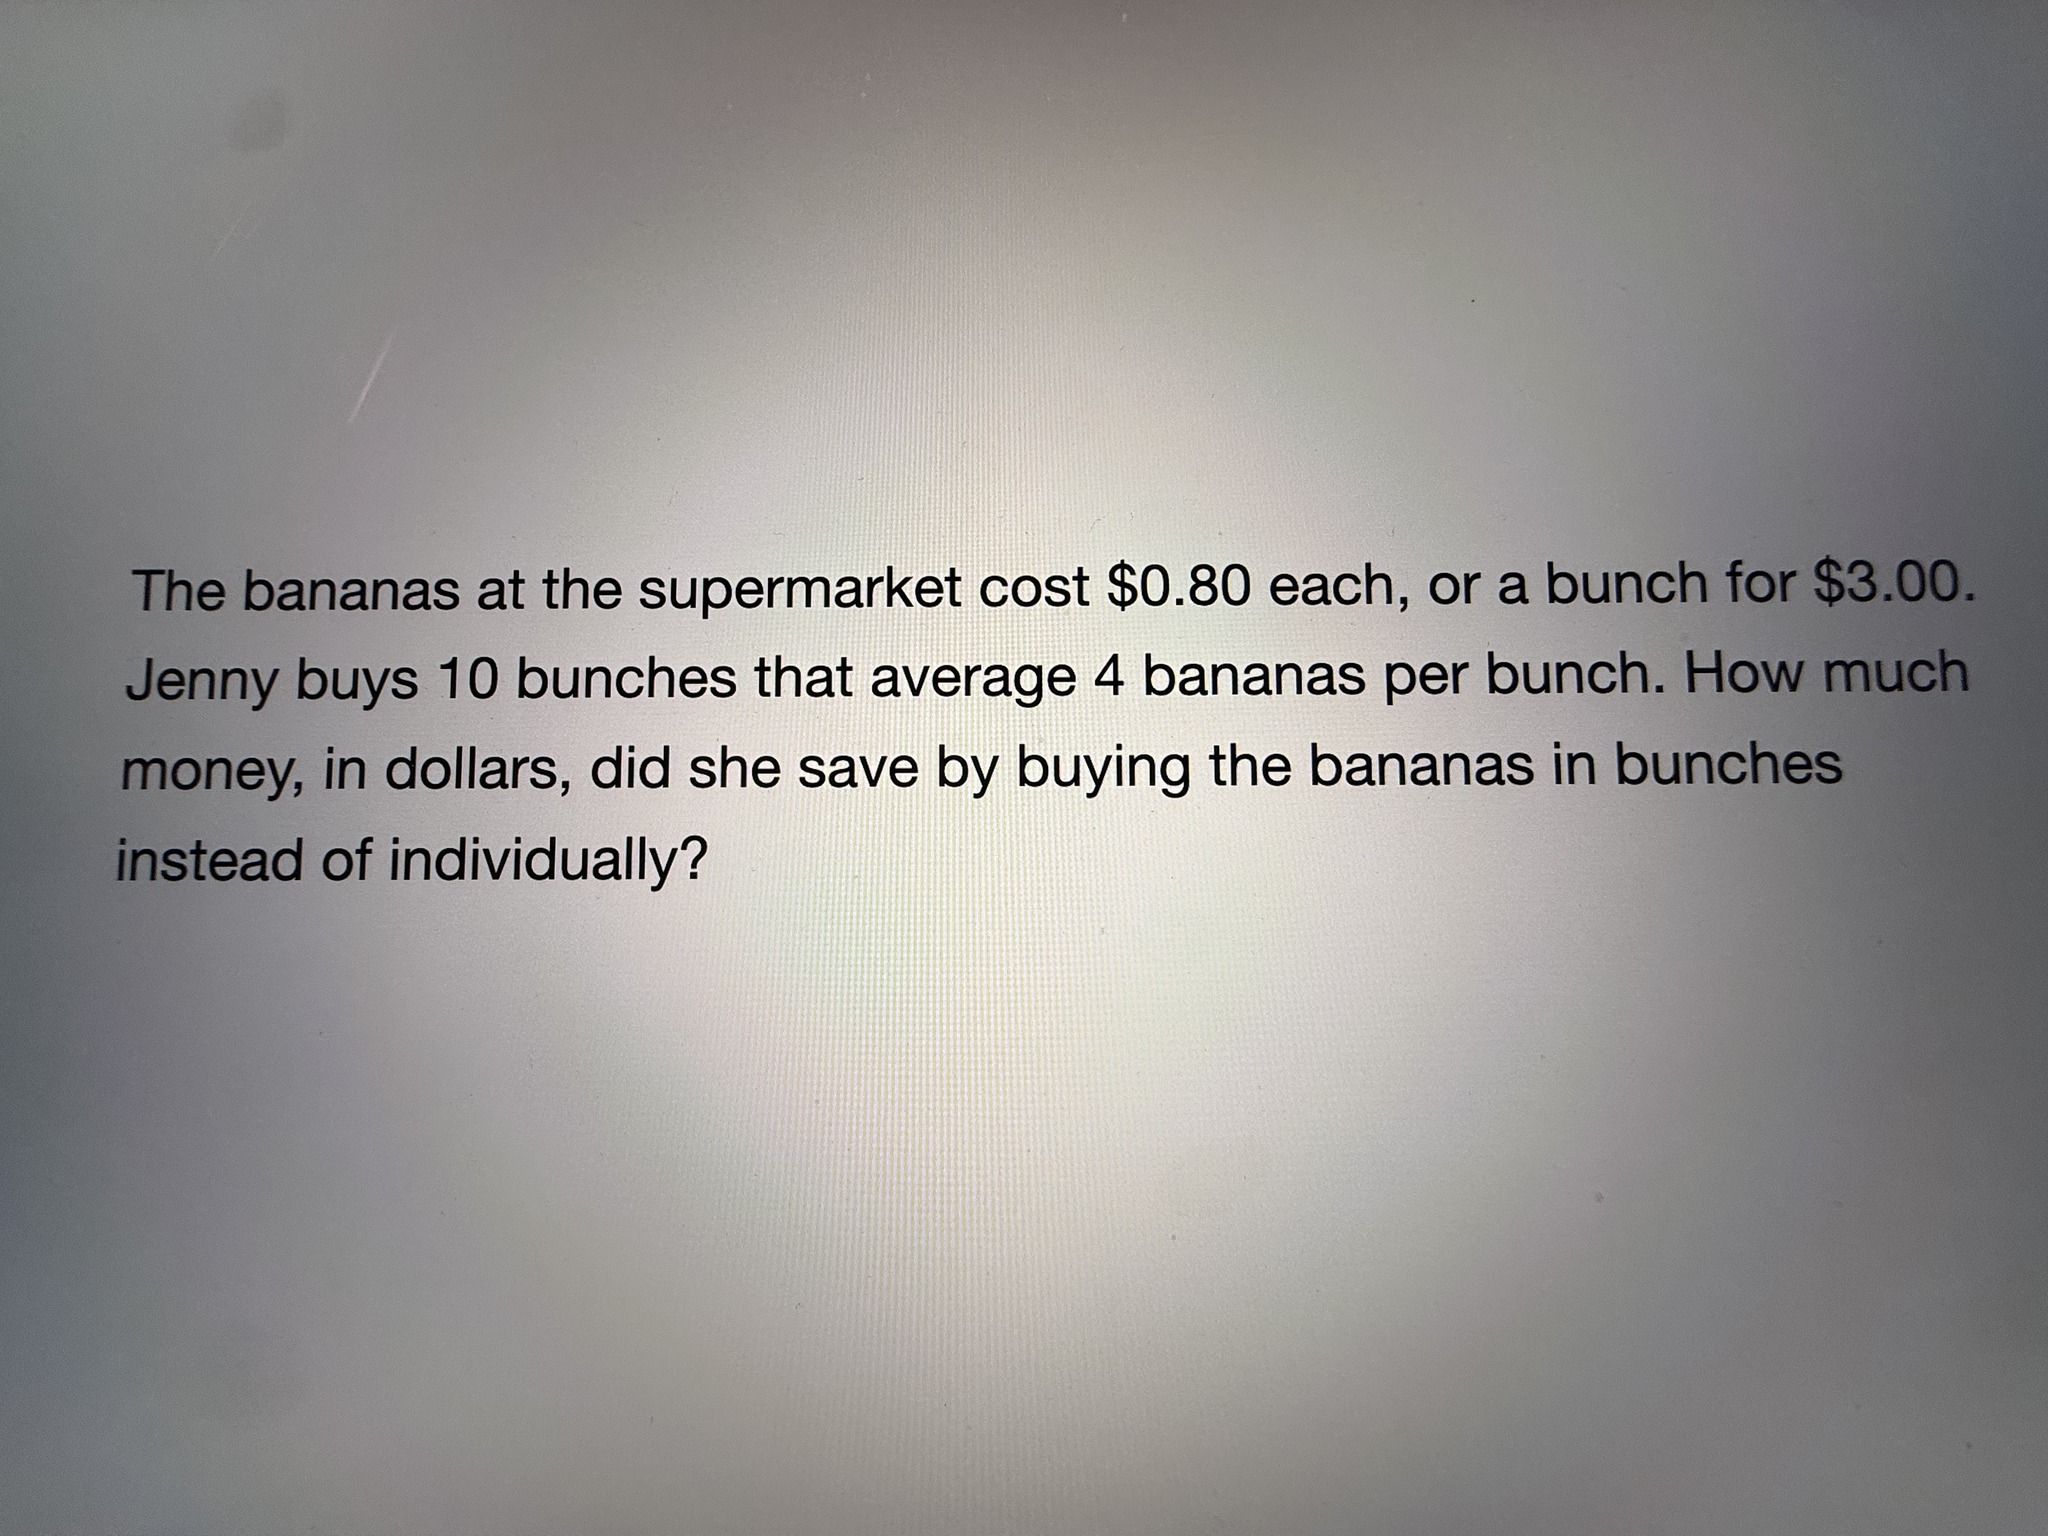 The bananas at the supermarket cost $0.80 each, or a bunch for $3.00.
Jenny buys 10 bunches that average 4 bananas per bunch. How much
money, in dollars, did she save by buying the bananas in bunches
instead of individually?